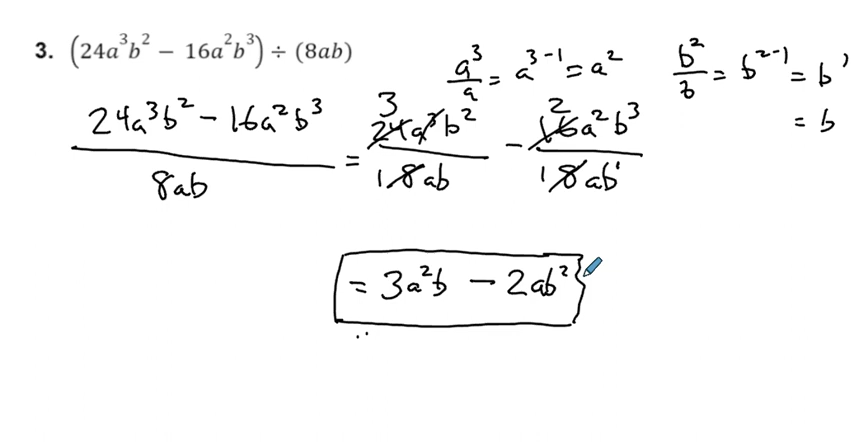 3. (24a³b² − 16a²b³) ÷ (8ab)
a³/a = a³⁻¹ = a²
b²/b = b²⁻¹ = b¹
= b
(24a³b² − 16a²b³)/8ab = 3 24a³b²/1 8ab − 2 16a²b³/1 8ab¹
= 3a²b − 2ab²